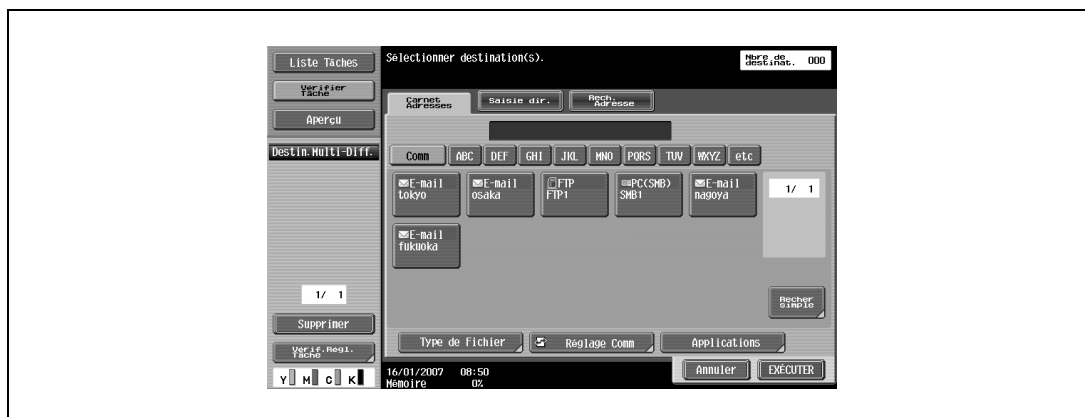 Liste Tâches
Vérifier
Tâche
Aperçu
Destin.Multi-Diff.
1/ 1
Supprimer
Vérif.Régl.
Tâche
Y M C K
Sélectionner destination(s).
Nbre de
destinat. 000
Carnet
Adresses
Saisie dir.
Rech.
Adresse
Comm ABC DEF GHI JKL MNO PQRS TUV WXYZ etc
E-mail
tokyo
E-mail
osaka
FTP
FTP1
PC(SMB)
SMB1
E-mail
nagoya
1/ 1
E-mail
fukuoka
Recher
simple
Type de Fichier
Réglage Comm
Applications
16/01/2007 08:50
Mémoire 0%
Annuler
EXÉCUTER